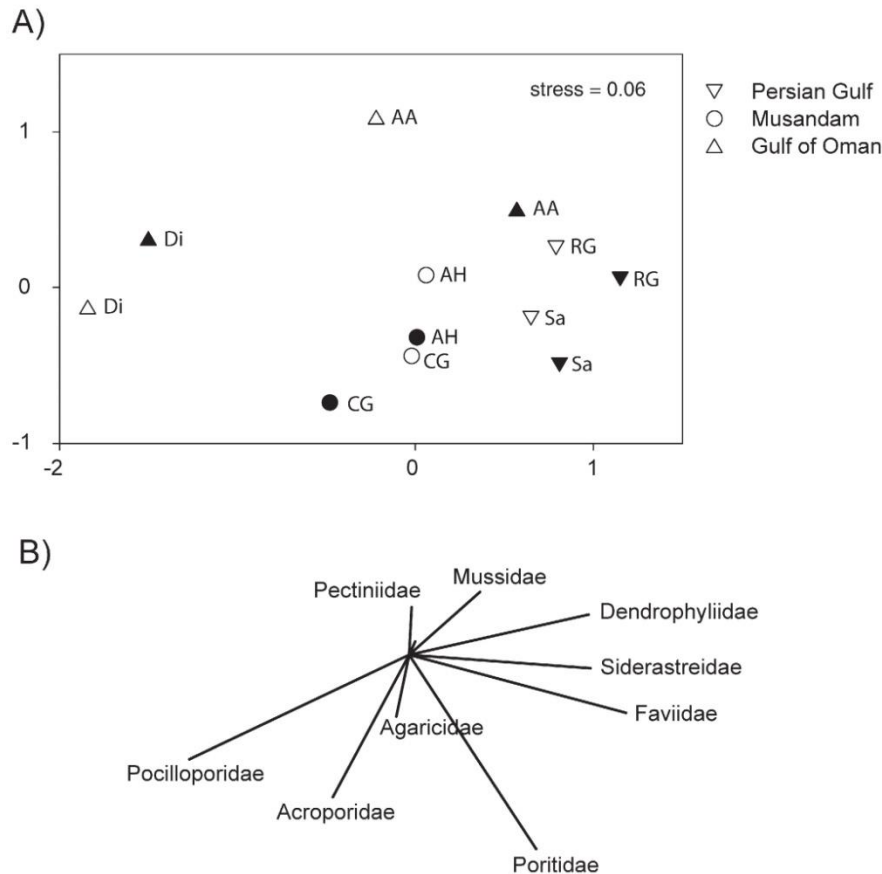 A)
stress = 0.06
Persian Gulf
Musandam
Gulf of Oman
1
AA
AA
Di
RG
0
AH
RG
Di
Sa
AH
CG
Sa
CG
-1
-2
0
1
B)
Mussidae
Pectiniidae
Dendrophyliidae
Siderastreidae
Faviidae
Agaricidae
Pocilloporidae
Acroporidae
Poritidae